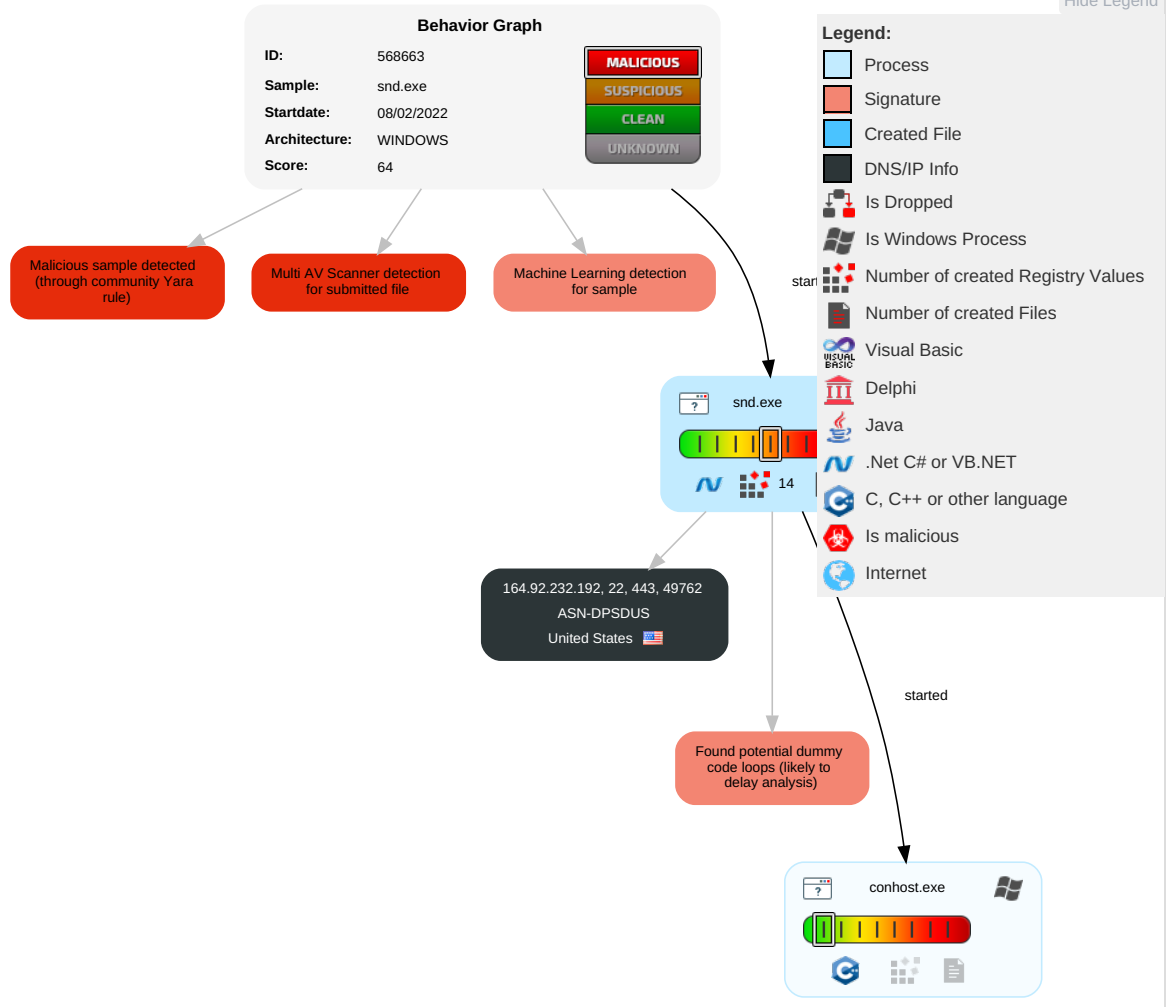 Hide Legend
Behavior Graph
ID: 568663
Sample: snd.exe
Startdate: 08/02/2022
Architecture: WINDOWS
Score: 64
MALICIOUS
SUSPICIOUS
CLEAN
UNKNOWN
Legend:
Process
Signature
Created File
DNS/IP Info
Is Dropped
Is Windows Process
Number of created Registry Values
Number of created Files
VISUAL
BASIC
Visual Basic
Delphi
Java
.Net C# or VB.NET
C, C++ or other language
Is malicious
Internet
Malicious sample detected
(through community Yara
rule)
Multi AV Scanner detection
for submitted file
Machine Learning detection
for sample
start
snd.exe
14
164.92.232.192, 22, 443, 49762
ASN-DPSDUS
United States
started
Found potential dummy
code loops (likely to
delay analysis)
conhost.exe